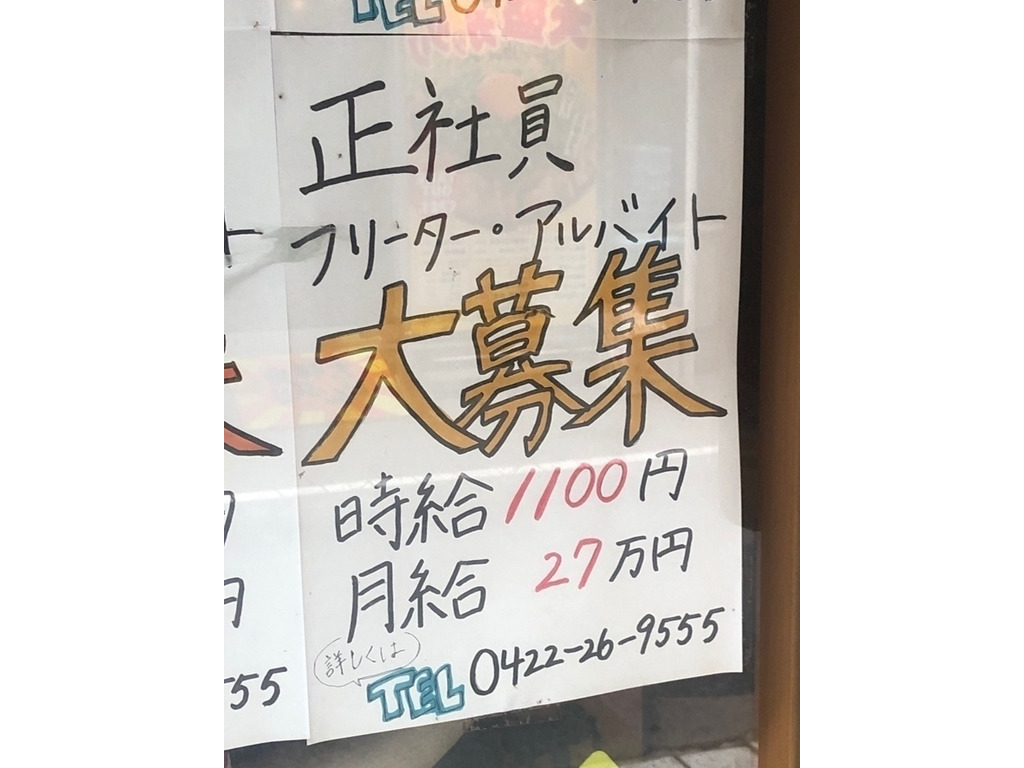 正社員
フリーター・アルバイト
大募集
時給1100円
月給 27万円
詳しくは
TEL 0422-26-9555